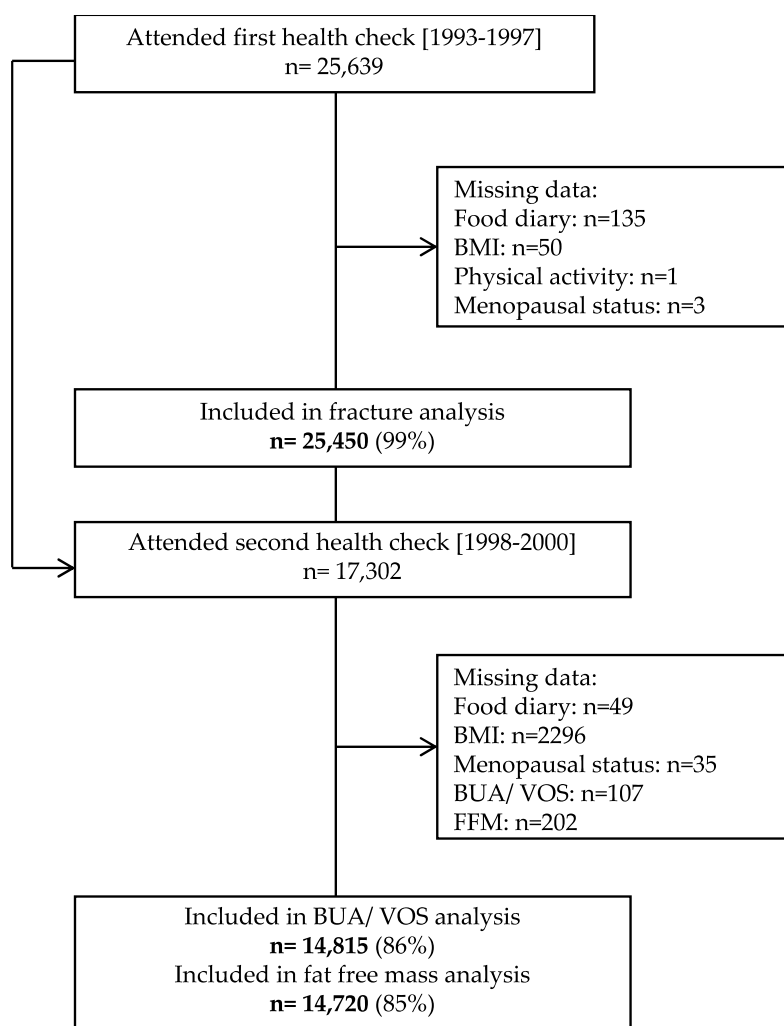 Attended first health check [1993-1997]
n= 25,639
Missing data:
Food diary: n=135
BMI: n=50
Physical activity: n=1
Menopausal status: n=3
Included in fracture analysis
n= 25,450 (99%)
Attended second health check [1998-2000]
n= 17,302
Missing data:
Food diary: n=49
BMI: n=2296
Menopausal status: n=35
BUA/ VOS: n=107
FFM: n=202
Included in BUA/ VOS analysis
n= 14,815 (86%)
Included in fat free mass analysis
n= 14,720 (85%)